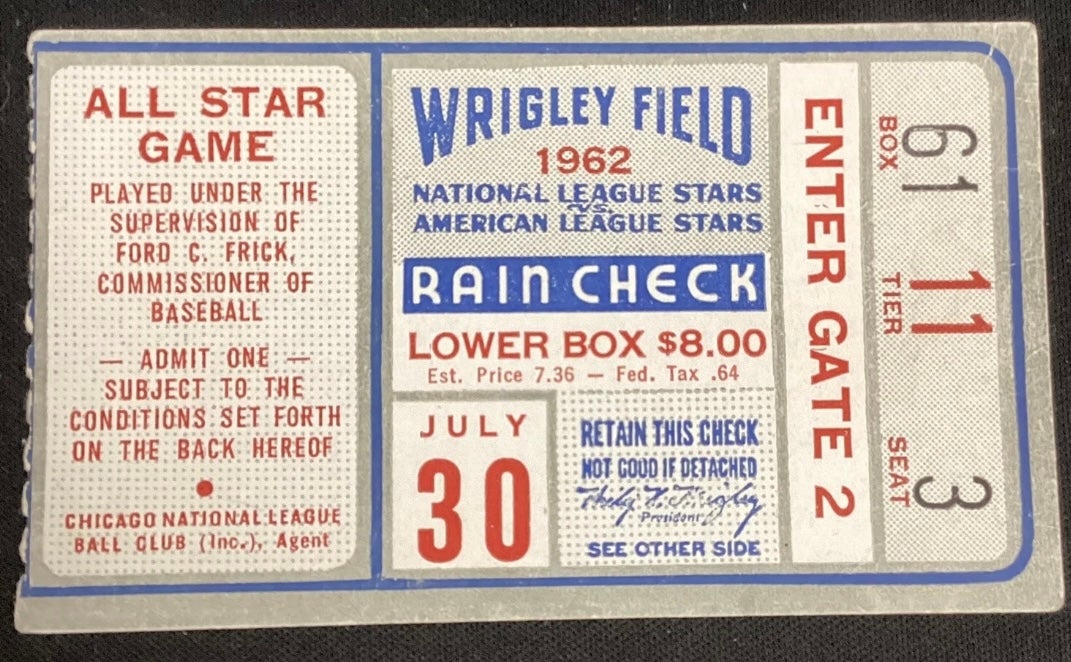 ALL STAR
GAME
PLAYED UNDER THE
SUPERVISION OF
FORD C. FRICK,
COMMISSIONER OF
BASEBALL
— ADMIT ONE —
SUBJECT TO THE
CONDITIONS SET FORTH
ON THE BACK HEREOF
CHICAGO NATIONAL LEAGUE
BALL CLUB (Inc.), Agent
WRIGLEY FIELD
1962
NATIONAL LEAGUE STARS
VS.
AMERICAN LEAGUE STARS
RAIN CHECK
LOWER BOX $8.00
Est. Price 7.36 — Fed. Tax .64
JULY
30
RETAIN THIS CHECK
NOT GOOD IF DETACHED
President
SEE OTHER SIDE
ENTER GATE 2
BOX 61
TIER 11
SEAT 3